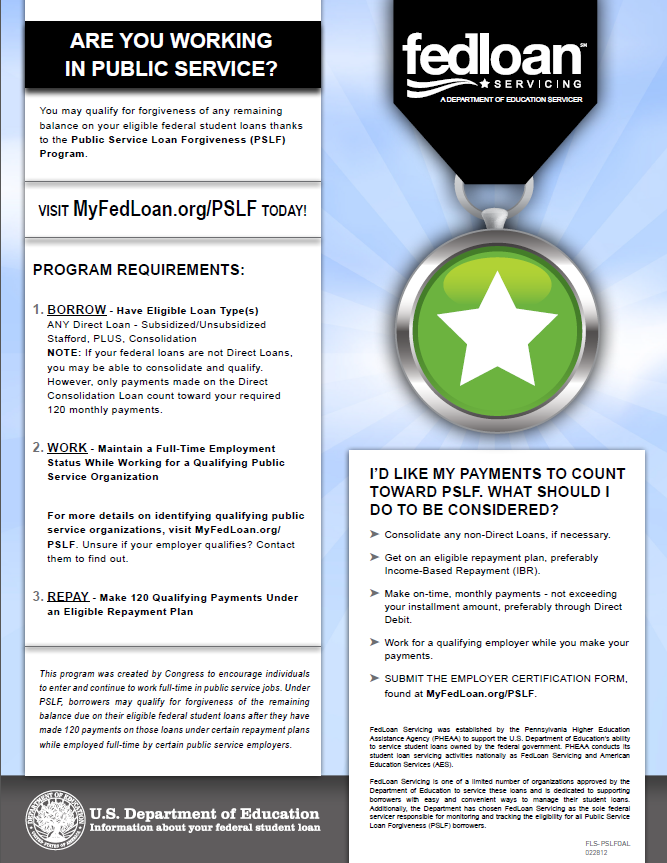 ARE YOU WORKING
IN PUBLIC SERVICE?
You may qualify for forgiveness of any remaining
balance on your eligible federal student loans thanks
to the Public Service Loan Forgiveness (PSLF)
Program.
VISIT MyFedLoan.org/PSLF TODAY!
PROGRAM REQUIREMENTS:
1. BORROW - Have Eligible Loan Type(s)
ANY Direct Loan - Subsidized/Unsubsidized
Stafford, PLUS, Consolidation
NOTE: If your federal loans are not Direct Loans,
you may be able to consolidate and qualify.
However, only payments made on the Direct
Consolidation Loan count toward your required
120 monthly payments.
2. WORK - Maintain a Full-Time Employment
Status While Working for a Qualifying Public
Service Organization
For more details on identifying qualifying public
service organizations, visit MyFedLoan.org/
PSLF. Unsure if your employer qualifies? Contact
them to find out.
3. REPAY - Make 120 Qualifying Payments Under
an Eligible Repayment Plan
This program was created by Congress to encourage individuals
to enter and continue to work full-time in public service jobs. Under
PSLF, borrowers may qualify for forgiveness of the remaining
balance due on their eligible federal student loans after they have
made 120 payments on those loans under certain repayment plans
while employed full-time by certain public service employers.
DEPARTMENT OF EDUCATION
UNITED STATES OF AMERICA
U.S. Department of Education
Information about your federal student loan
fedloan SM
SERVICING
A DEPARTMENT OF EDUCATION SERVICER
I'D LIKE MY PAYMENTS TO COUNT
TOWARD PSLF. WHAT SHOULD I
DO TO BE CONSIDERED?
➤ Consolidate any non-Direct Loans, if necessary.
➤ Get on an eligible repayment plan, preferably
Income-Based Repayment (IBR).
➤ Make on-time, monthly payments - not exceeding
your installment amount, preferably through Direct
Debit.
➤ Work for a qualifying employer while you make your
payments.
➤ SUBMIT THE EMPLOYER CERTIFICATION FORM,
found at MyFedLoan.org/PSLF.
FedLoan Servicing was established by the Pennsylvania Higher Education
Assistance Agency (PHEAA) to support the U.S. Department of Education's ability
to service student loans owned by the federal government. PHEAA conducts its
student loan servicing activities nationally as FedLoan Servicing and American
Education Services (AES).
FedLoan Servicing is one of a limited number of organizations approved by the
Department of Education to service these loans and is dedicated to supporting
borrowers with easy and convenient ways to manage their student loans.
Additionally, the Department has chosen FedLoan Servicing as the sole federal
servicer responsible for monitoring and tracking the eligibility for all Public Service
Loan Forgiveness (PSLF) borrowers.
FLS-PSLFDAL
022812